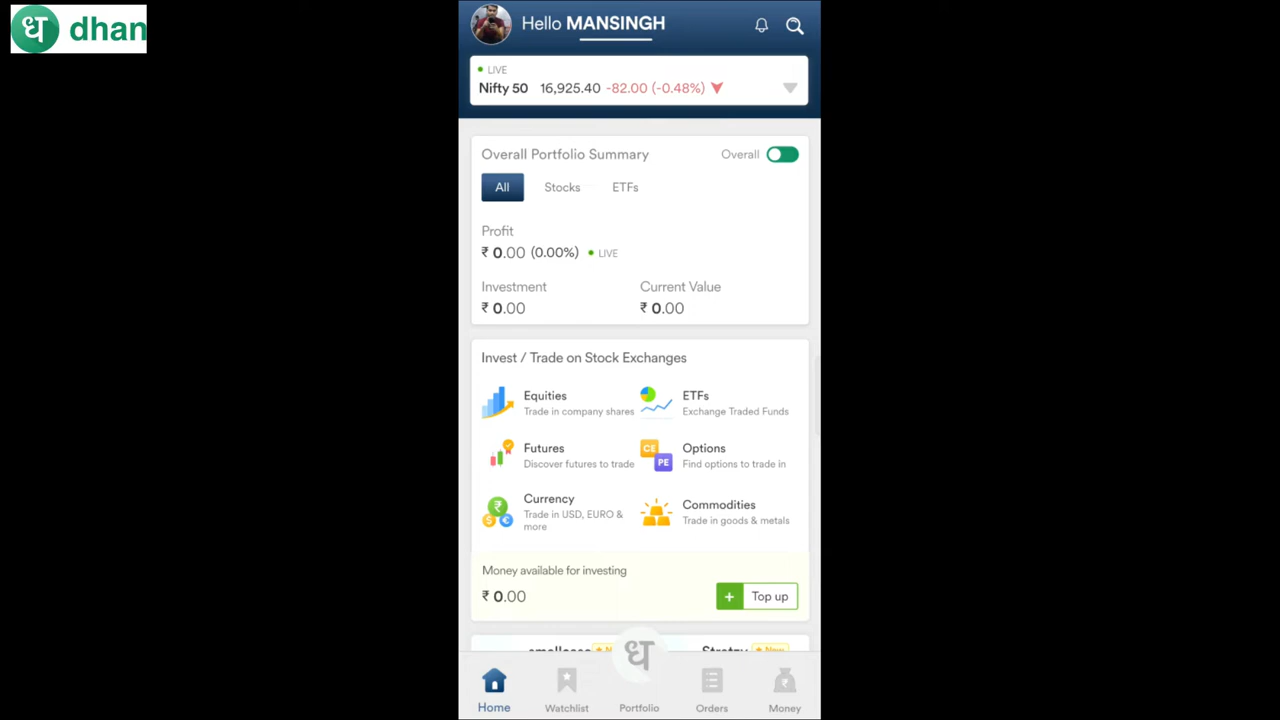 ध dhan
Hello MANSINGH
LIVE
Nifty 50 16,925.40 -82.00 (-0.48%)
Overall Portfolio Summary Overall
All Stocks ETFs
Profit
₹ 0.00 (0.00%) LIVE
Investment Current Value
₹ 0.00 ₹ 0.00
Invest / Trade on Stock Exchanges
Equities ETFs
Trade in company shares Exchange Traded Funds
Futures CE Options
Discover futures to trade PE Find options to trade in
Currency Commodities
Trade in USD, EURO & Trade in goods & metals
more
Money available for investing
₹ 0.00 + Top up
ध
Home Watchlist Portfolio Orders Money